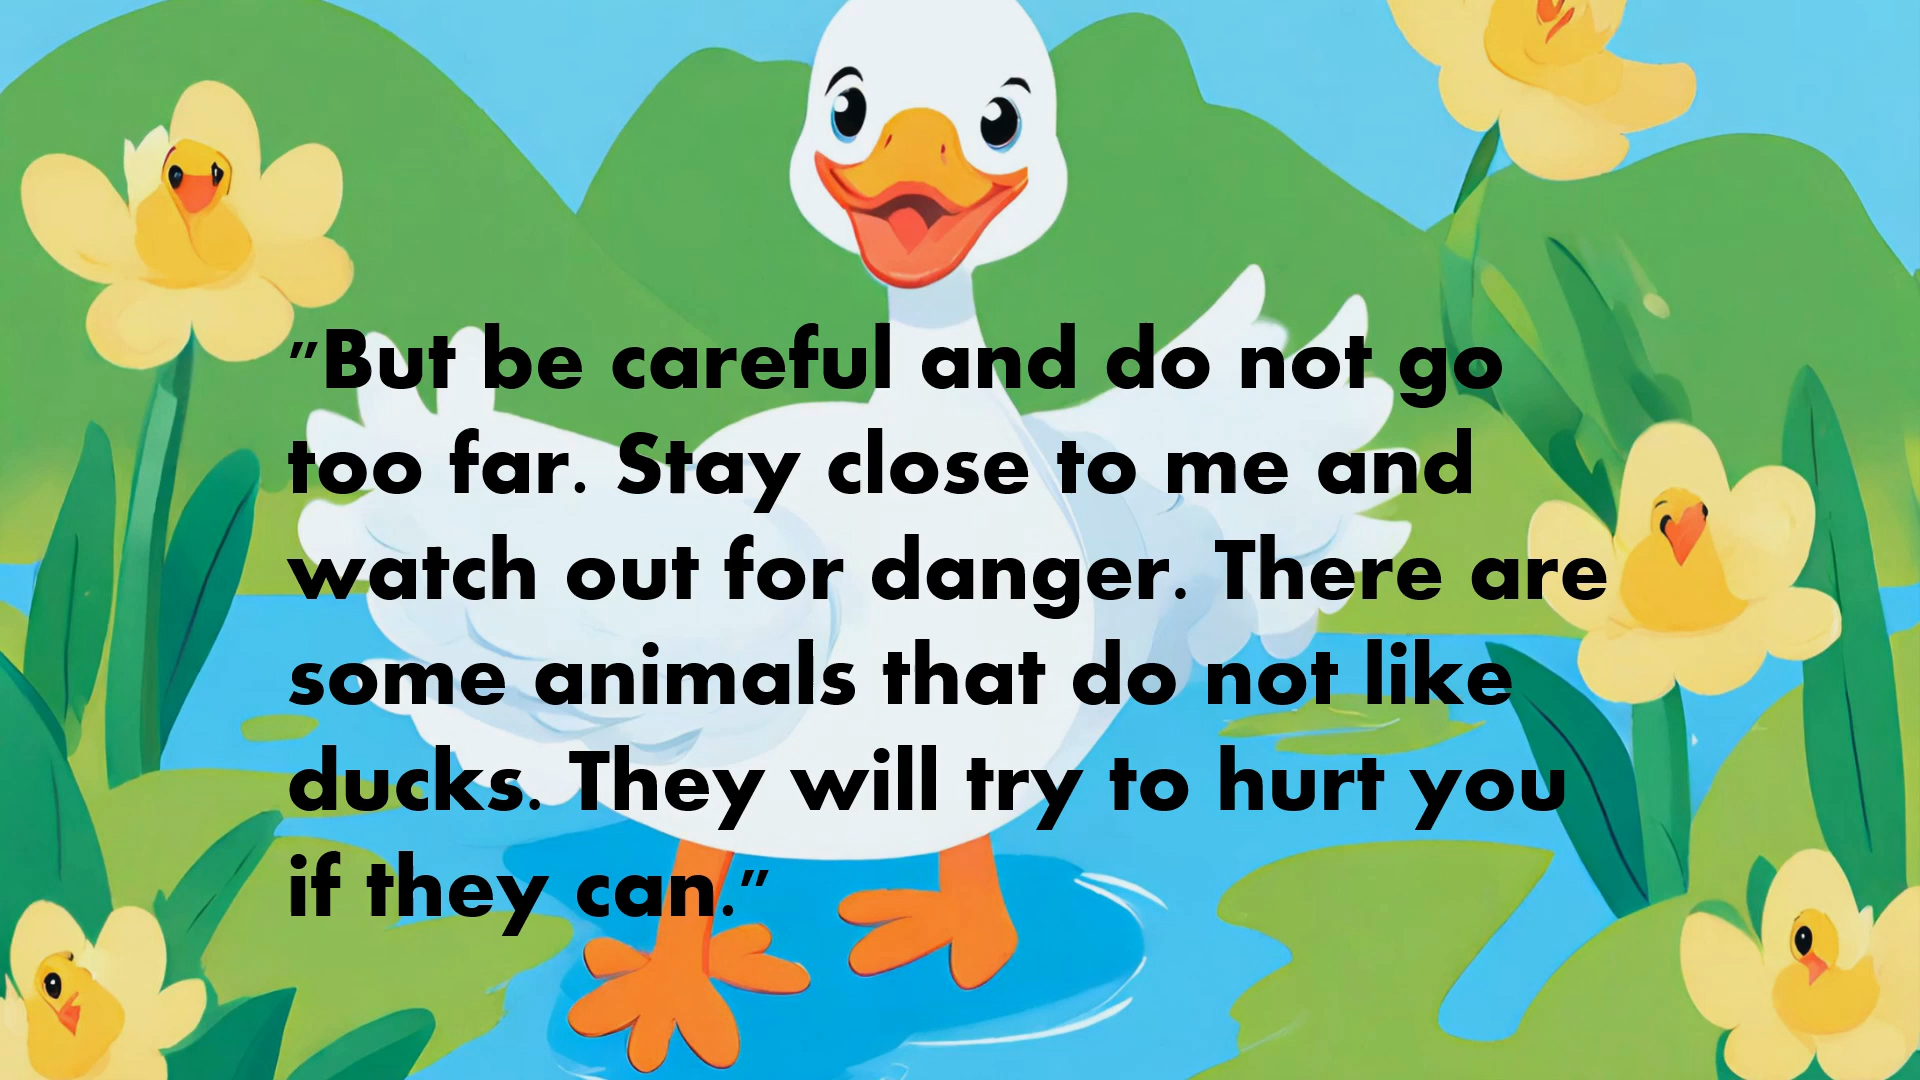 "But be careful and do not go
too far. Stay close to me and
watch out for danger. There are
some animals that do not like
ducks. They will try to hurt you
if they can."